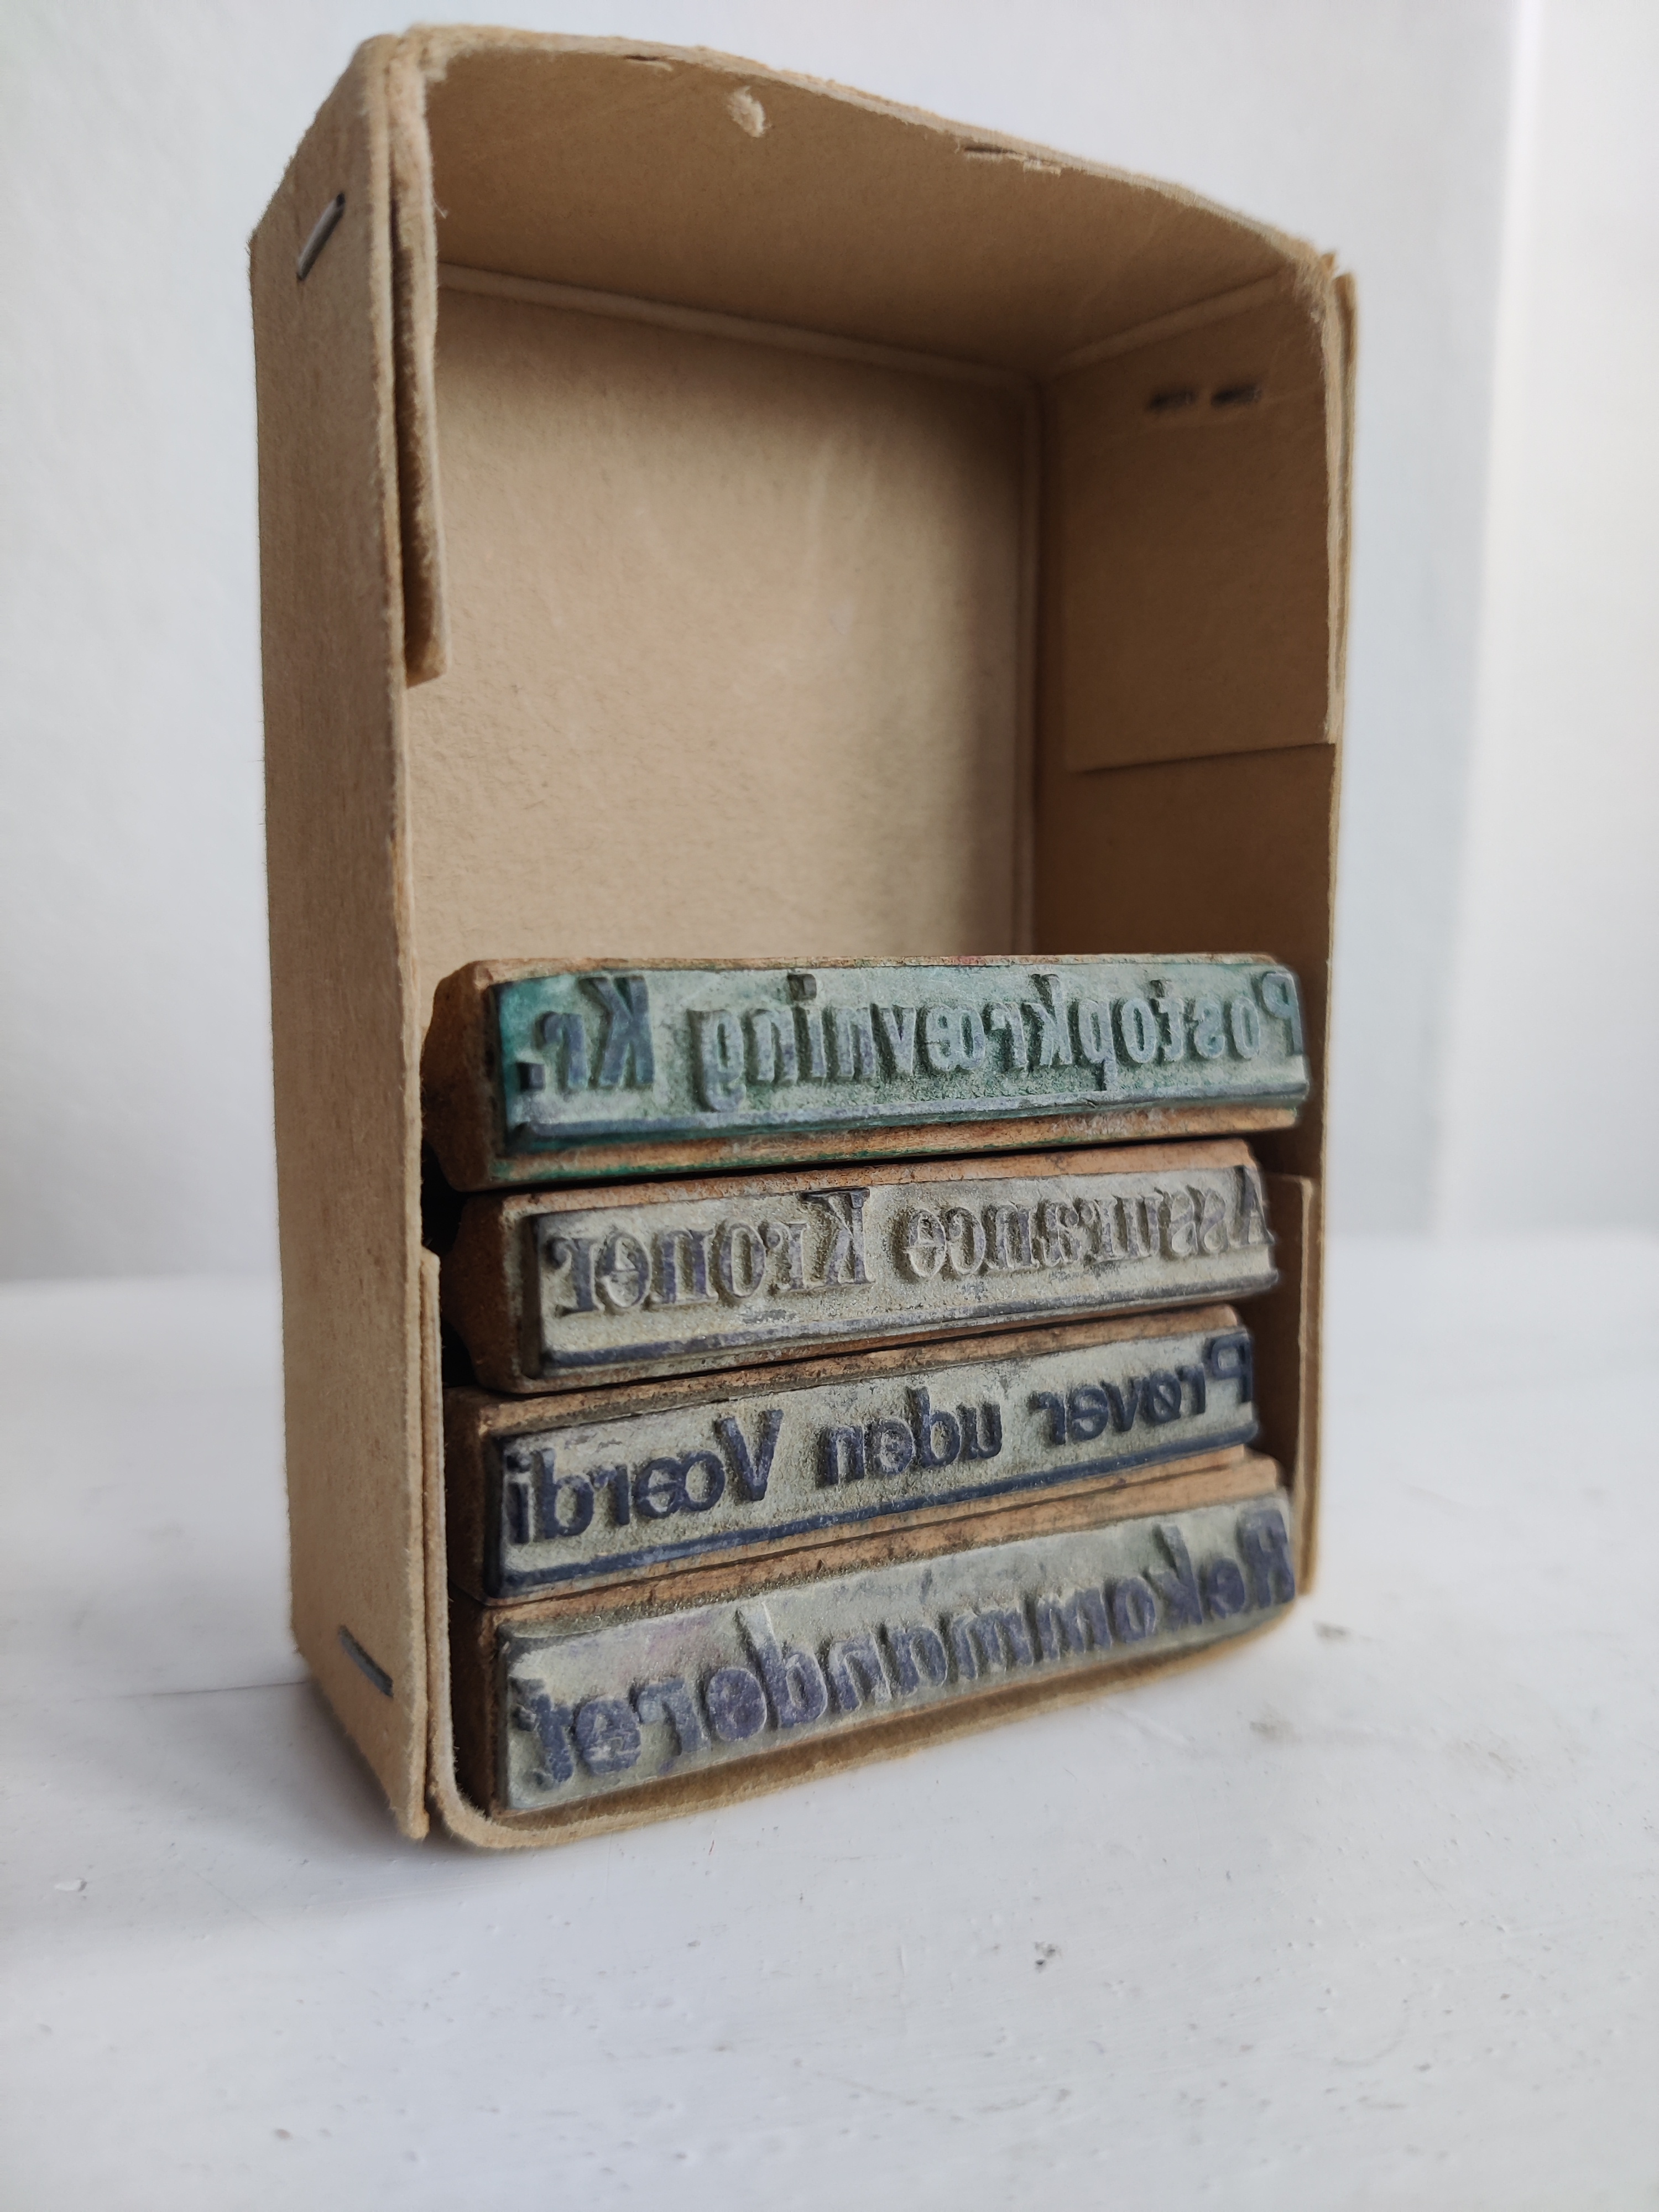 Postopkrævning Kr.
Assurance Kroner
Prøver uden Værdi
Rekommanderet